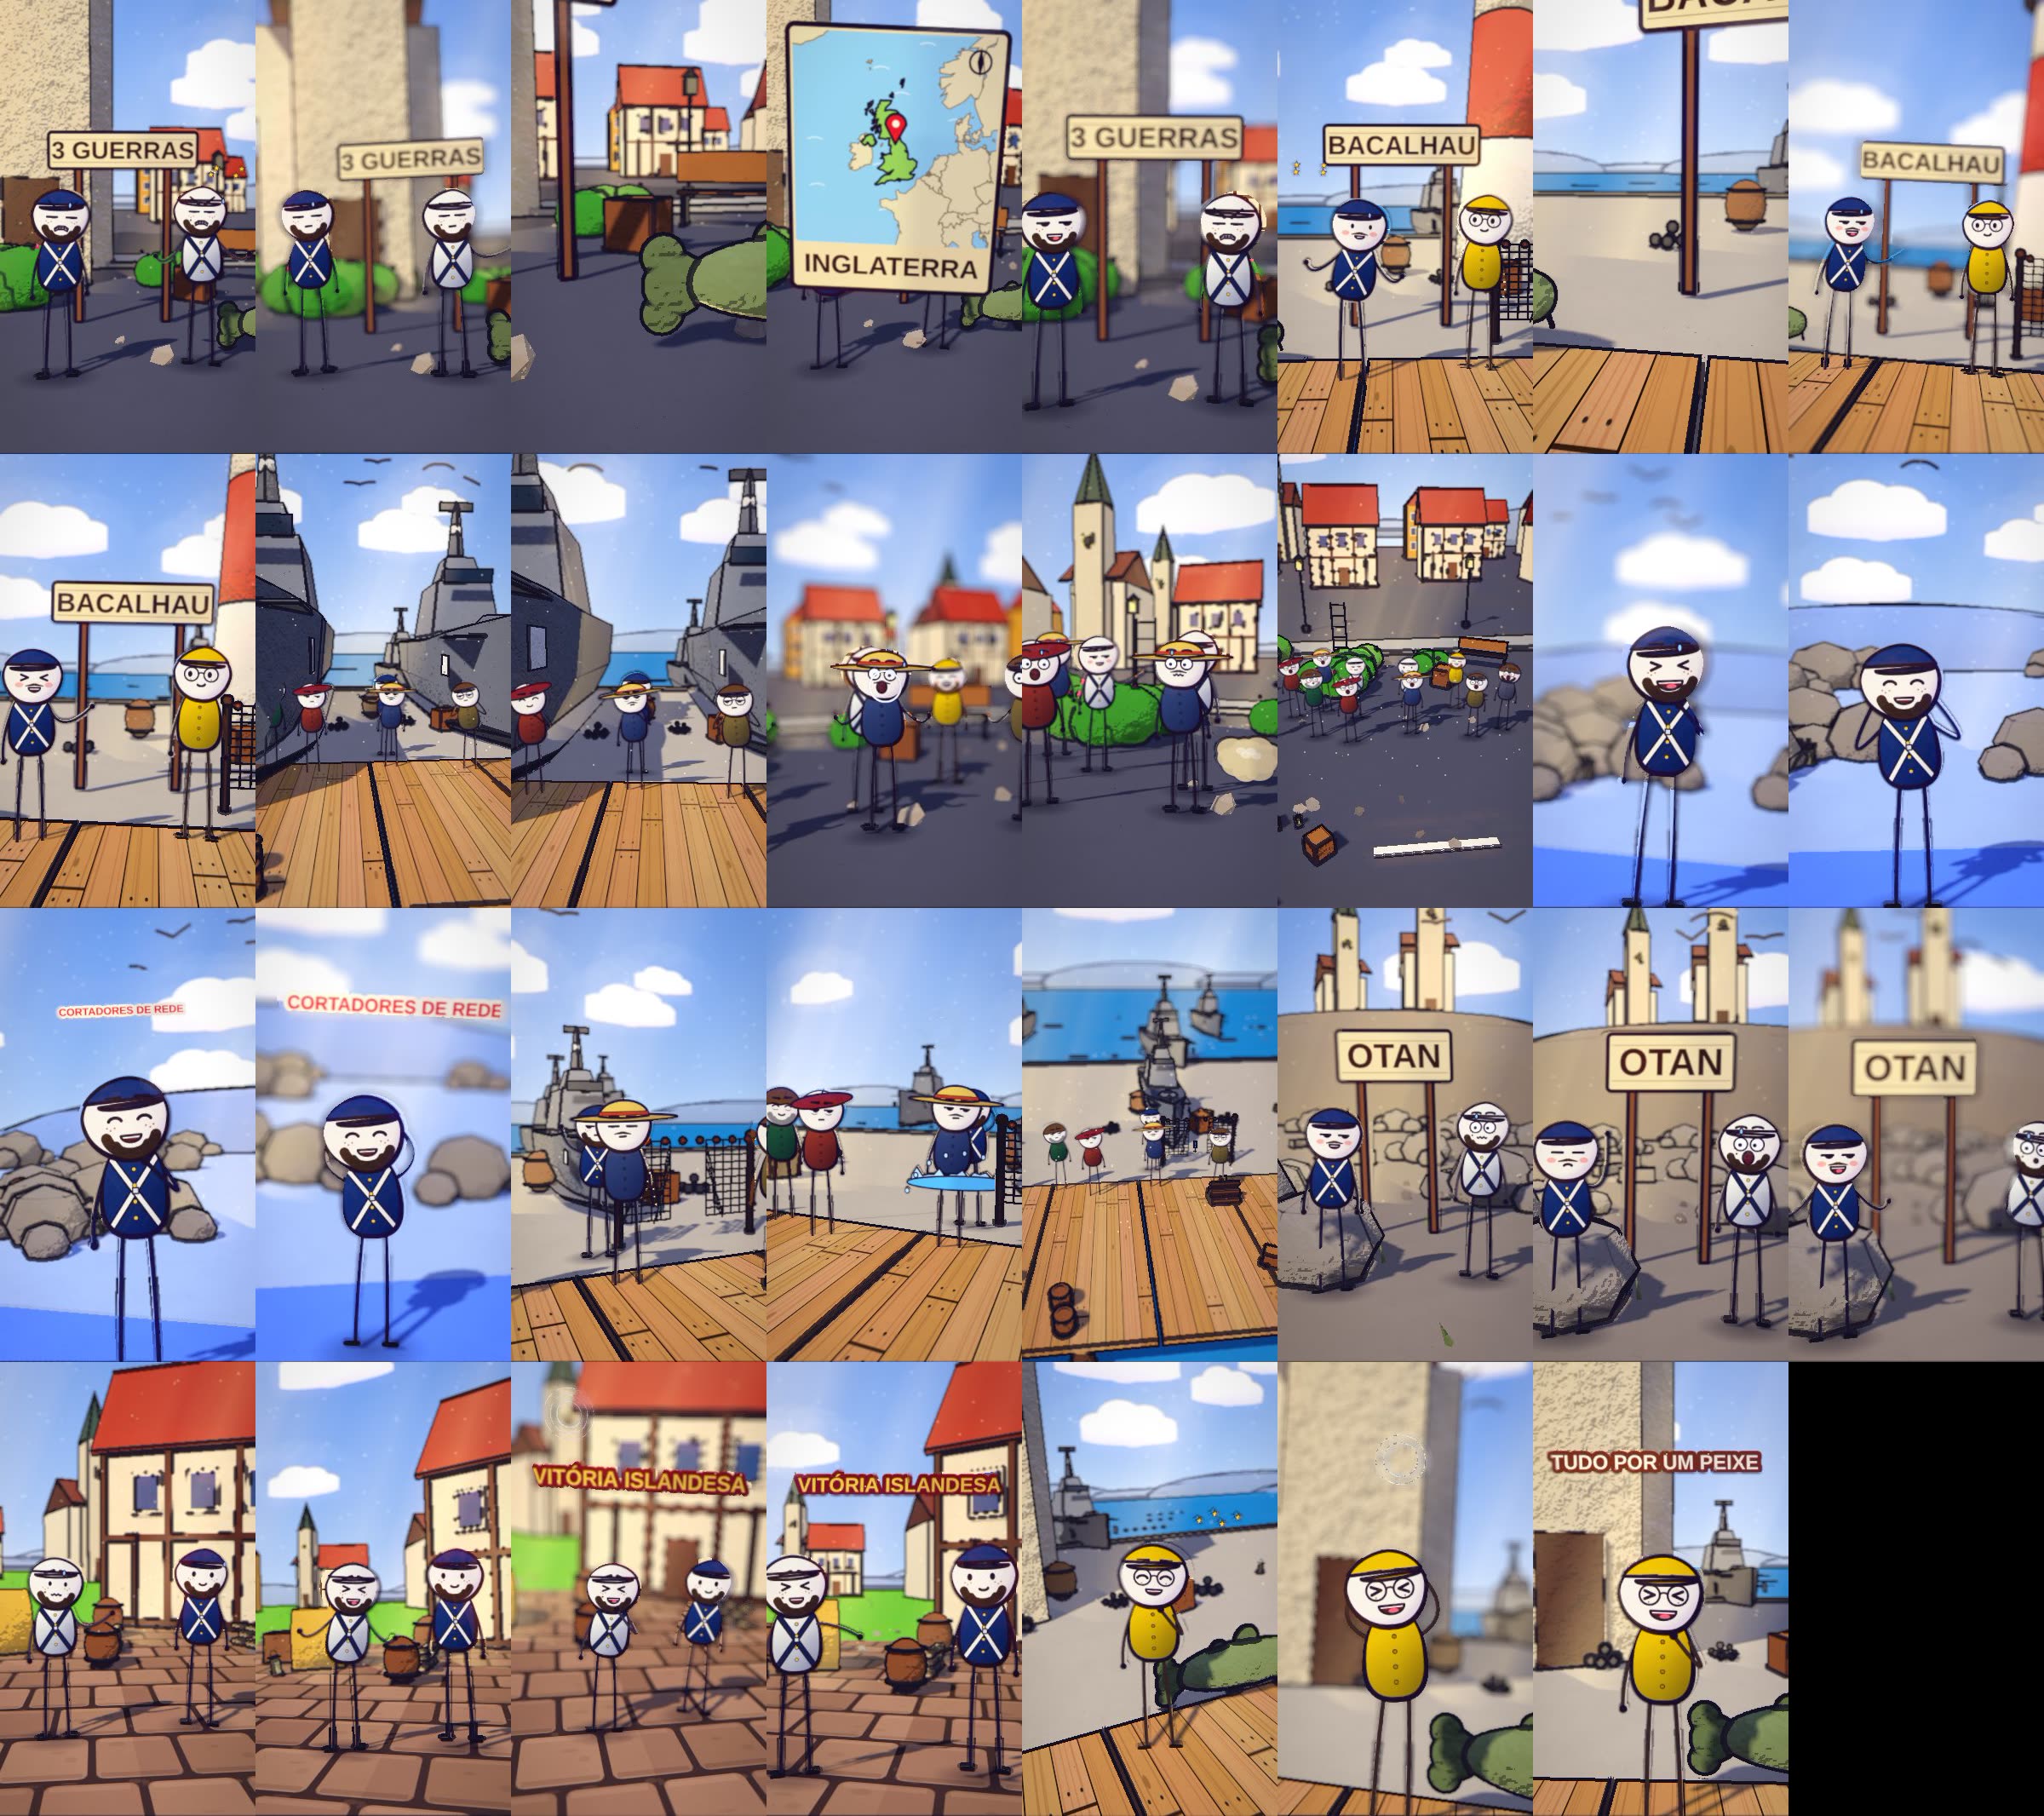 3 GUERRAS
3 GUERRAS
INGLATERRA
3 GUERRAS
BACALHAU
BACA
BACALHAU
BACALHAU
CORTADORES DE REDE
CORTADORES DE REDE
OTAN
OTAN
OTAN
VITÓRIA ISLANDESA
VITÓRIA ISLANDESA
TUDO POR UM PEIXE